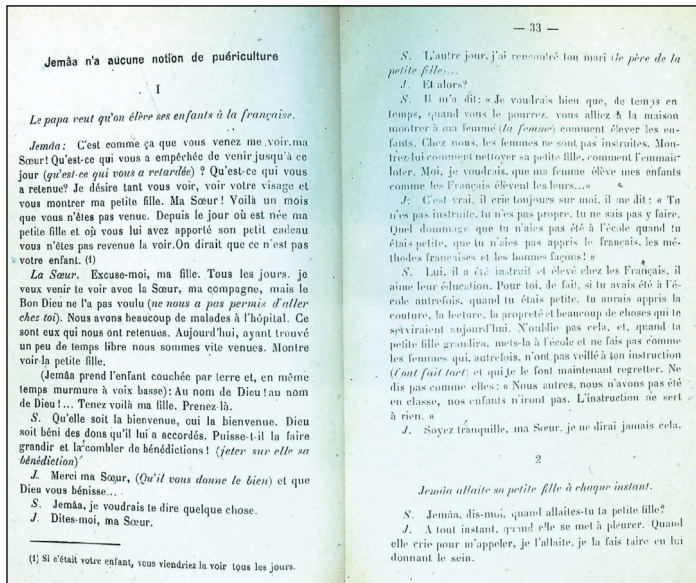 Jemâa n'a aucune notion de puériculture
I
Le papa veut qu'on élève ses enfants à la française.
Jemâa: C'est comme ça que vous venez me voir, ma
Sœur! Qu'est-ce qui vous a empêchée de venir jusqu'à ce
jour (qu'est-ce qui vous a retardée) ? Qu'est-ce qui vous
a retenue? Je désire tant vous voir, voir votre visage et
vous montrer ma petite fille. Ma Sœur! Voilà un mois
que vous n'êtes pas venue. Depuis le jour où est née ma
petite fille et où vous lui avez apporté son petit cadeau
vous n'êtes pas revenue la voir. On dirait que ce n'est pas
votre enfant. (1)
La Sœur. Excuse-moi, ma fille. Tous les jours, je
veux venir te voir avec la Sœur, ma compagne, mais le
Bon Dieu ne l'a pas voulu (ne nous a pas permis d'aller
chez toi). Nous avons beaucoup de malades à l'hôpital. Ce
sont eux qui nous ont retenues. Aujourd'hui, ayant trouvé
un peu de temps libre nous sommes vite venues. Montre
voir la petite fille.
(Jemâa prend l'enfant couchée par terre et, en même
temps murmure à voix basse): Au nom de Dieu! au nom
de Dieu!... Tenez voilà ma fille. Prenez-là.
S. Qu'elle soit la bienvenue, oui la bienvenue. Dieu
soit béni des dons qu'il lui a accordés. Puisse-t-il la faire
grandir et la combler de bénédictions! (jeter sur elle sa
bénédiction)
J. Merci ma Sœur, (Qu'il vous donne le bien) et que
Dieu vous bénisse...
S. Jemâa, je voudrais te dire quelque chose.
J. Dites-moi, ma Sœur.
(1) Si c'était votre enfant, vous viendriez la voir tous les jours.
— 33 —
S. L'autre jour, j'ai rencontré ton mari (le père de la
petite fille)...
J. Et alors?
S. Il m'a dit: « Je voudrais bien que, de temps en
temps, quand vous le pourrez, vous alliez à la maison
montrer à ma femme (la femme) comment élever les en-
fants. Chez nous, les femmes ne sont pas instruites. Mon-
trez-lui comment nettoyer sa petite fille, comment l'emmail-
loter. Moi, je voudrais, que ma femme élève mes enfants
comme les Français élèvent les leurs...»
J. C'est vrai, il crie toujours sur moi, il me dit : « Tu
n'es pas instruite, tu n'es pas propre, tu ne sais pas y faire.
Quel dommage que tu n'aies pas été à l'école quand tu
étais petite, que tu n'aies pas appris le français, les mé-
thodes françaises et les bonnes façons! »
S. Lui, il a été instruit et élevé chez les Français, il
aime leur éducation. Pour toi, de fait, si tu avais été à l'é-
cole autrefois, quand tu étais petite, tu aurais appris la
couture, la lecture, la propreté et beaucoup de choses qui te
serviraient aujourd'hui. N'oublie pas cela, et, quand ta
petite fille grandira, mets-la à l'école et ne fais pas comme
les femmes qui, autrefois, n'ont pas veillé à ton instruction
(t'ont fait tort) et qui te le font maintenant regretter. Ne
dis pas comme elles : « Nous autres, nous n'avons pas été
en classe, nos enfants n'iront pas. L'instruction ne sert
à rien. »
J. Soyez tranquille, ma Sœur, je ne dirai jamais cela.
2
Jemâa allaite sa petite fille à chaque instant.
S. Jemâa, dis-moi, quand allaites-tu ta petite fille?
J. A tout instant, quand elle se met à pleurer. Quand
elle crie pour m'appeler, je l'allaite, je la fais taire en lui
donnant le sein.